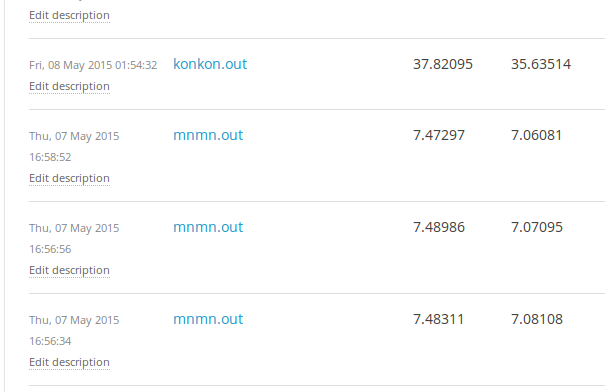 Edit description
Fri, 08 May 2015 01:54:32 konkon.out 37.82095 35.63514
Edit description
Thu, 07 May 2015 mnmn.out 7.47297 7.06081
16:58:52
Edit description
Thu, 07 May 2015 mnmn.out 7.48986 7.07095
16:56:56
Edit description
Thu, 07 May 2015 mnmn.out 7.48311 7.08108
16:56:34
Edit description